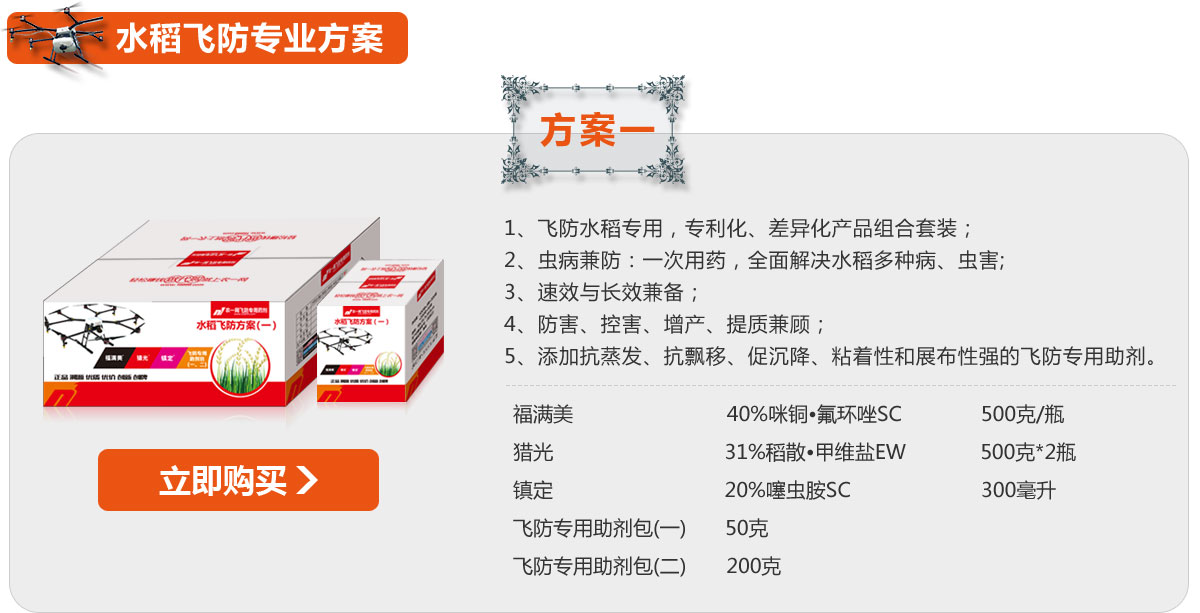 水稻飞防专业方案
方案一
1、飞防水稻专用，专利化、差异化产品组合套装；
2、虫病兼防：一次用药，全面解决水稻多种病、虫害;
3、速效与长效兼备；
4、防害、控害、增产、提质兼顾；
5、添加抗蒸发、抗飘移、促沉降、粘着性和展布性强的飞防专用助剂。
福满美 40%咪铜•氟环唑SC 500克/瓶
猎光 31%稻散•甲维盐EW 500克*2瓶
镇定 20%噻虫胺SC 300毫升
飞防专用助剂包(一) 50克
飞防专用助剂包(二) 200克
水稻飞防方案(一)
福满美 猎光 镇定
水稻飞防方案(一)
立即购买